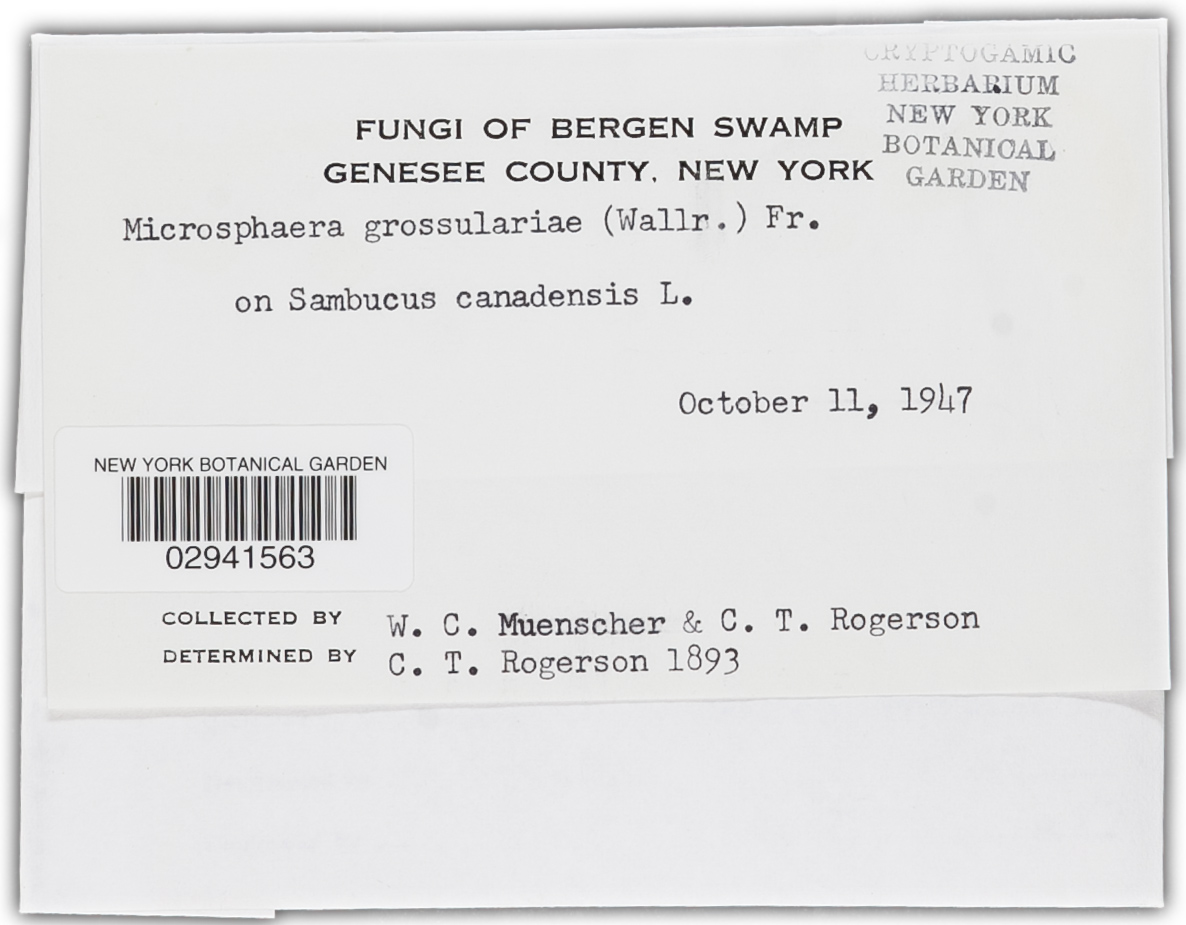 CRYPTOGAMIC
HERBARIUM
NEW YORK
BOTANICAL
GARDEN
FUNGI OF BERGEN SWAMP
GENESEE COUNTY, NEW YORK
Microsphaera grossulariae (Wallr.) Fr.
on Sambucus canadensis L.
October 11, 1947
NEW YORK BOTANICAL GARDEN
02941563
COLLECTED BY W. C. Muenscher & C. T. Rogerson
DETERMINED BY C. T. Rogerson 1893